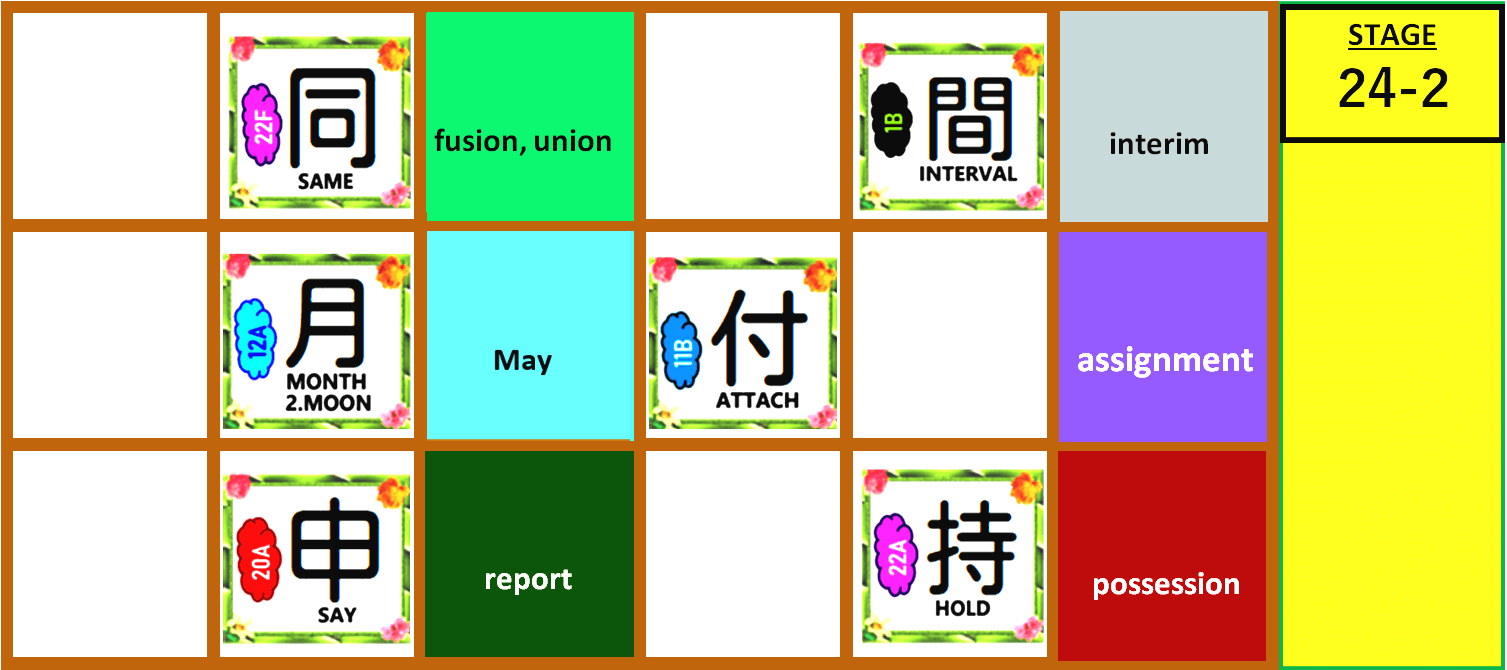 22F
同
SAME
fusion, union
1B
間
INTERVAL
interim
STAGE
24-2
12A
月
MONTH
2.MOON
May
11B
付
ATTACH
assignment
20A
申
SAY
report
22A
持
HOLD
possession